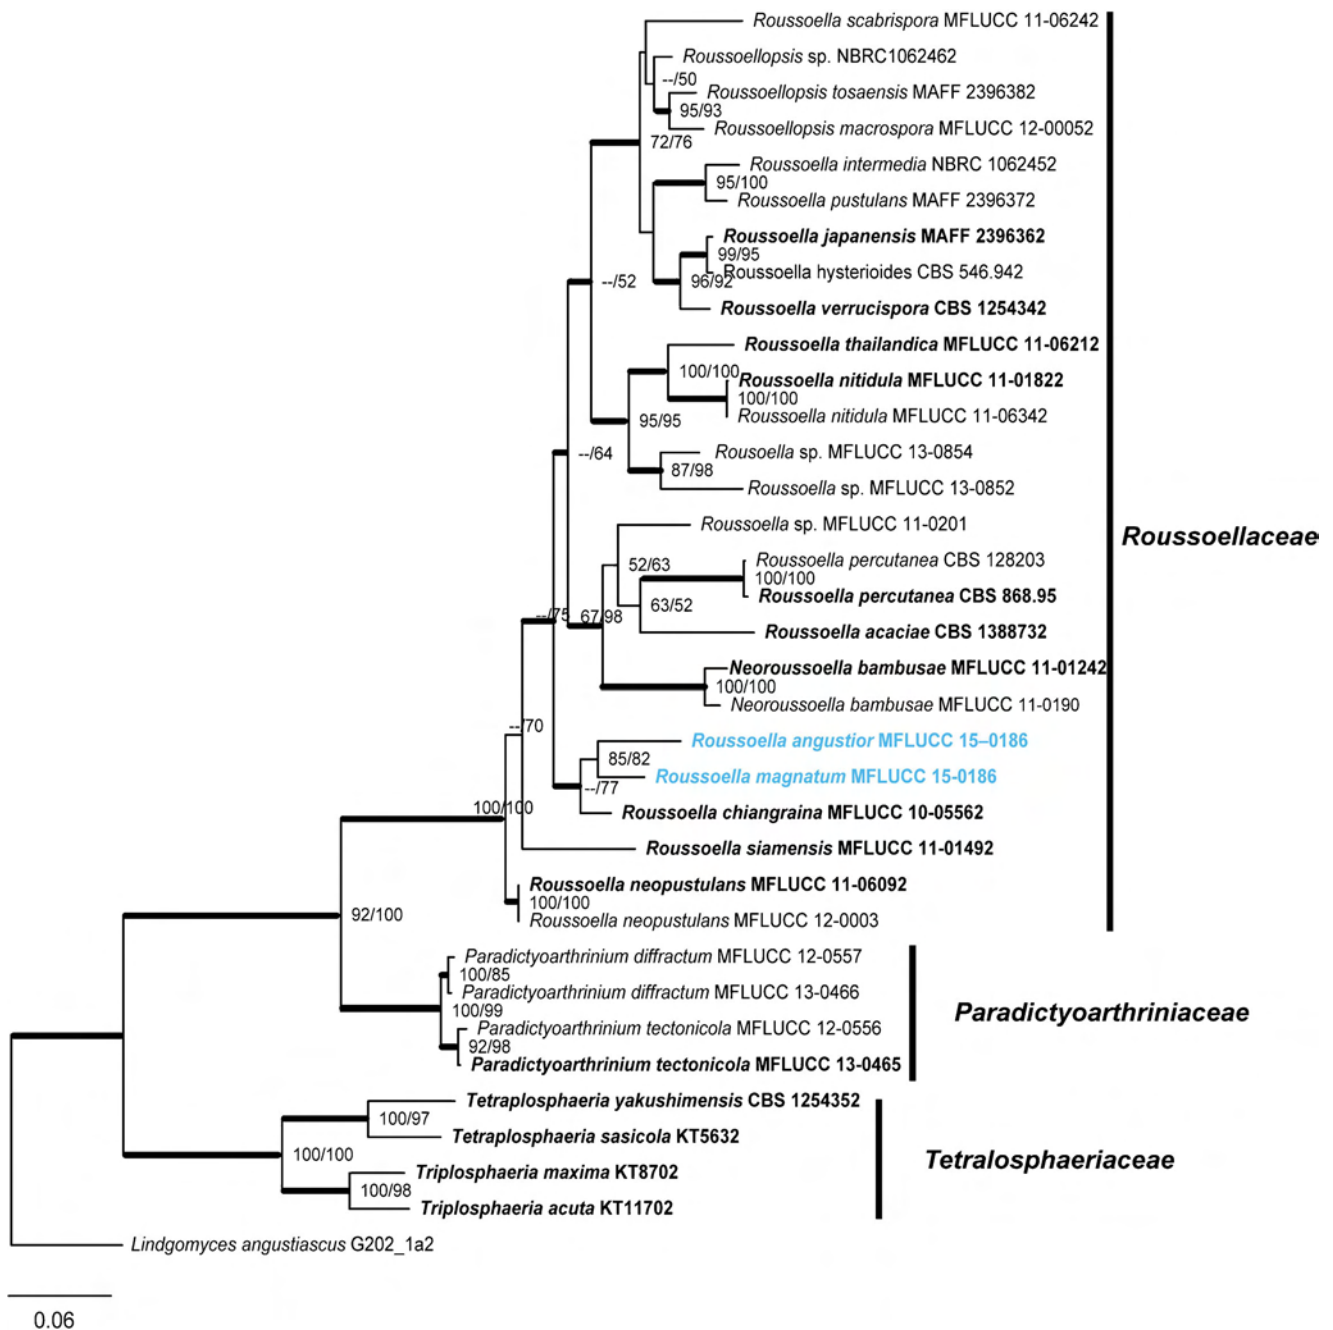 Roussoella scabrispora MFLUCC 11-06242
Roussoellopsis sp. NBRC1062462
--/50
Roussoellopsis tosaensis MAFF 2396382
95/93
Roussoellopsis macrospora MFLUCC 12-00052
72/76
Roussoella intermedia NBRC 1062452
95/100
Roussoella pustulans MAFF 2396372
Roussoella japanensis MAFF 2396362
99/95
Roussoella hysterioides CBS 546.942
--/52
96/92
Roussoella verrucispora CBS 1254342
Roussoella thailandica MFLUCC 11-06212
100/100
Roussoella nitidula MFLUCC 11-01822
100/100
Roussoella nitidula MFLUCC 11-06342
95/95
--/64
Rousoella sp. MFLUCC 13-0854
87/98
Roussoella sp. MFLUCC 13-0852
Roussoella sp. MFLUCC 11-0201
Roussoellaceae
52/63
Roussoella percutanea CBS 128203
100/100
Roussoella percutanea CBS 868.95
63/52
--/75
67/98
Roussoella acaciae CBS 1388732
Neoroussoella bambusae MFLUCC 11-01242
100/100
Neoroussoella bambusae MFLUCC 11-0190
--/70
Roussoella angustior MFLUCC 15–0186
85/82
Roussoella magnatum MFLUCC 15-0186
--/77
100/100
Roussoella chiangraina MFLUCC 10-05562
Roussoella siamensis MFLUCC 11-01492
Roussoella neopustulans MFLUCC 11-06092
100/100
92/100
Roussoella neopustulans MFLUCC 12-0003
Paradictyoarthrinium diffractum MFLUCC 12-0557
100/85
Paradictyoarthrinium diffractum MFLUCC 13-0466
100/99
Paradictyoarthriniaceae
Paradictyoarthrinium tectonicola MFLUCC 12-0556
92/98
Paradictyoarthrinium tectonicola MFLUCC 13-0465
Tetraplosphaeria yakushimensis CBS 1254352
100/97
Tetraplosphaeria sasicola KT5632
100/100
Tetralosphaeriaceae
Triplosphaeria maxima KT8702
100/98
Triplosphaeria acuta KT11702
Lindgomyces angustiascus G202_1a2
0.06